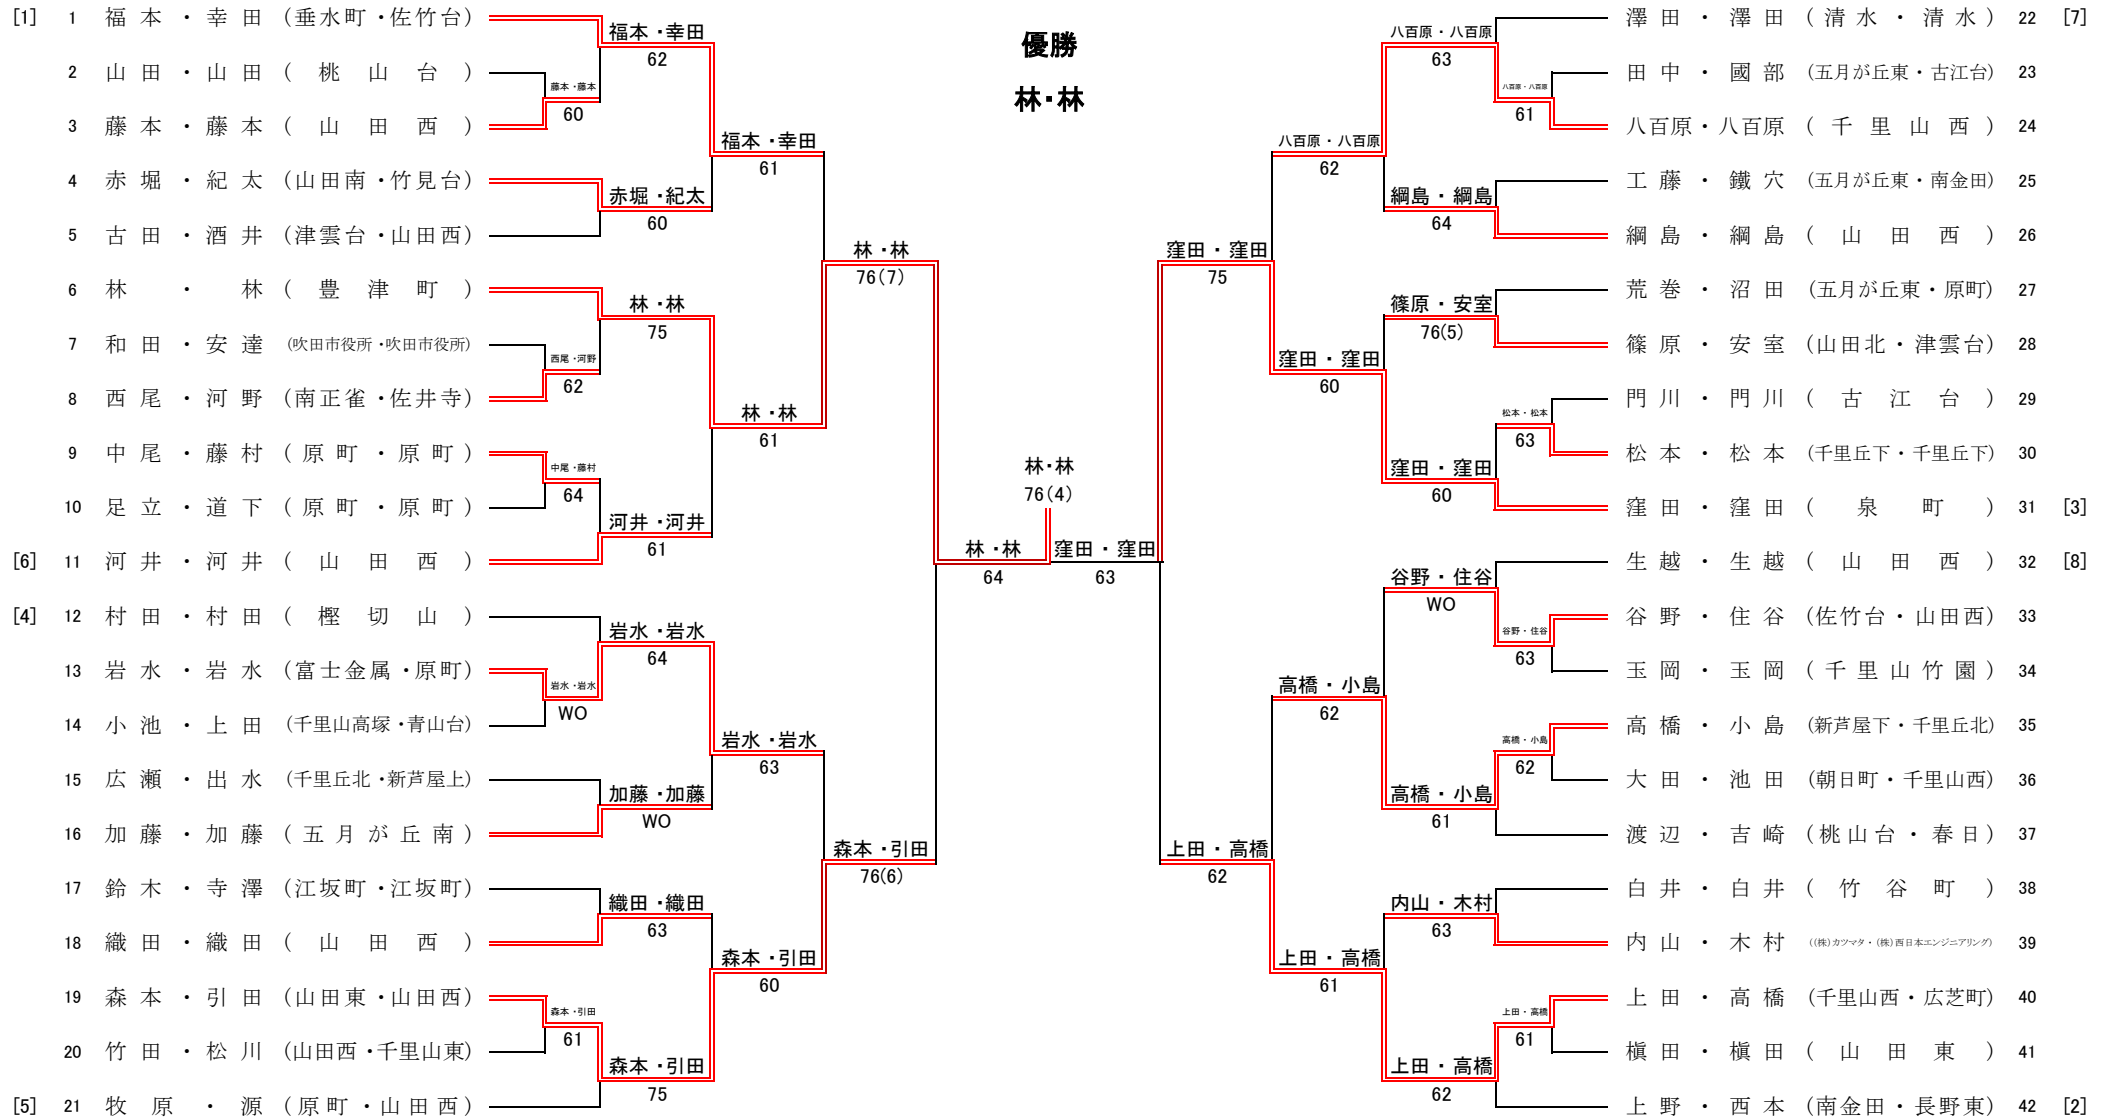 優勝
林・林
[1] 1 福本・幸田 (垂水町・佐竹台)
2 山田・山田 (桃山台)
3 藤本・藤本 (山田西)
4 赤堀・紀太 (山田南・竹見台)
5 古田・酒井 (津雲台・山田西)
6 林・林 (豊津町)
7 和田・安達 (吹田市役所・吹田市役所)
8 西尾・河野 (南正雀・佐井寺)
9 中尾・藤村 (原町・原町)
10 足立・道下 (原町・原町)
[6] 11 河井・河井 (山田西)
[4] 12 村田・村田 (樫切山)
13 岩水・岩水 (富士金属・原町)
14 小池・上田 (千里山高塚・青山台)
15 広瀬・出水 (千里丘北・新芦屋上)
16 加藤・加藤 (五月が丘南)
17 鈴木・寺澤 (江坂町・江坂町)
18 織田・織田 (山田西)
19 森本・引田 (山田東・山田西)
20 竹田・松川 (山田西・千里山東)
[5] 21 牧原・源 (原町・山田西)
藤本・藤本
60
西尾・河野
62
中尾・藤村
64
岩水・岩水
WO
森本・引田
61
福本・幸田
62
赤堀・紀太
60
林・林
75
河井・河井
61
岩水・岩水
64
加藤・加藤
WO
織田・織田
63
森本・引田
75
福本・幸田
61
林・林
61
岩水・岩水
63
森本・引田
60
林・林
76(7)
森本・引田
76(6)
林・林
64
林・林
76(4)
窪田・窪田
63
窪田・窪田
75
上田・高橋
62
八百原・八百原
62
窪田・窪田
60
高橋・小島
62
上田・高橋
61
八百原・八百原
63
綱島・綱島
64
篠原・安室
76(5)
窪田・窪田
60
谷野・住谷
WO
高橋・小島
61
内山・木村
63
上田・高橋
62
八百原・八百原
61
松本・松本
63
谷野・住谷
63
高橋・小島
62
上田・高橋
61
澤田・澤田 (清水・清水) 22 [7]
田中・國部 (五月が丘東・古江台) 23
八百原・八百原 (千里山西) 24
工藤・鐵穴 (五月が丘東・南金田) 25
綱島・綱島 (山田西) 26
荒巻・沼田 (五月が丘東・原町) 27
篠原・安室 (山田北・津雲台) 28
門川・門川 (古江台) 29
松本・松本 (千里丘下・千里丘下) 30
窪田・窪田 (泉町) 31 [3]
生越・生越 (山田西) 32 [8]
谷野・住谷 (佐竹台・山田西) 33
玉岡・玉岡 (千里山竹園) 34
高橋・小島 (新芦屋下・千里丘北) 35
大田・池田 (朝日町・千里山西) 36
渡辺・吉崎 (桃山台・春日) 37
白井・白井 (竹谷町) 38
内山・木村 ((株)カツマタ・(株)西日本エンジニアリング) 39
上田・高橋 (千里山西・広芝町) 40
槇田・槇田 (山田東) 41
上野・西本 (南金田・長野東) 42 [2]